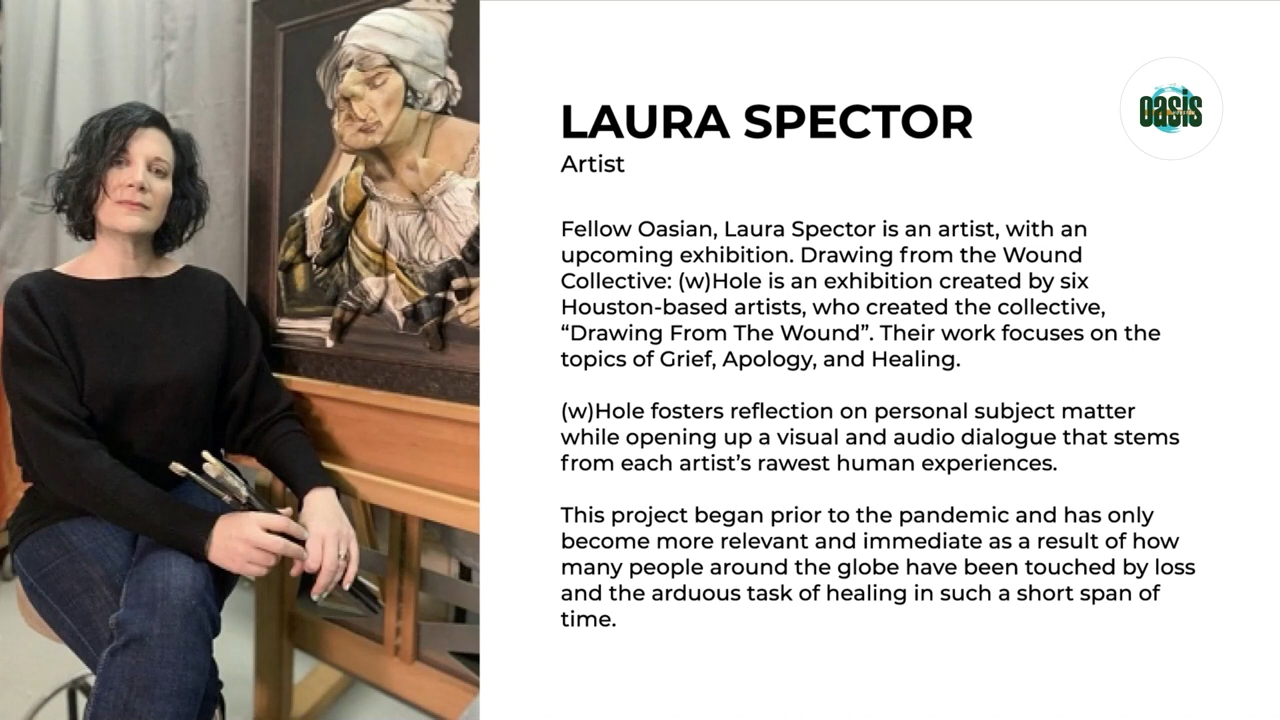 LAURA SPECTOR
oasis
Artist
Fellow Oasian, Laura Spector is an artist, with an
upcoming exhibition. Drawing from the Wound
Collective: (w)Hole is an exhibition created by six
Houston-based artists, who created the collective,
“Drawing From The Wound”. Their work focuses on the
topics of Grief, Apology, and Healing.
(w)Hole fosters reflection on personal subject matter
while opening up a visual and audio dialogue that stems
from each artist’s rawest human experiences.
This project began prior to the pandemic and has only
become more relevant and immediate as a result of how
many people around the globe have been touched by loss
and the arduous task of healing in such a short span of
time.